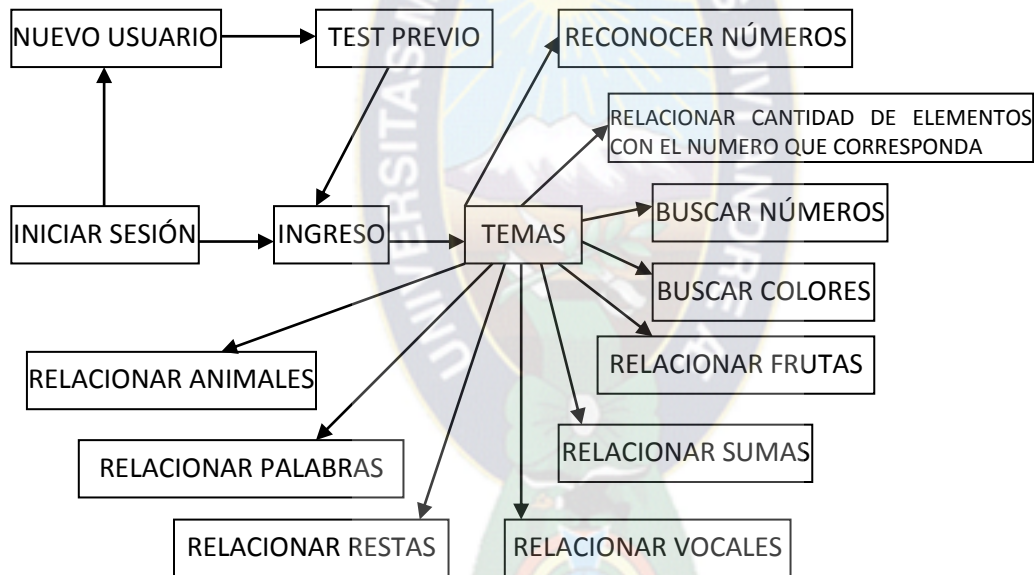 NUEVO USUARIO
TEST PREVIO
RECONOCER NÚMEROS
RELACIONAR CANTIDAD DE ELEMENTOS
CON EL NUMERO QUE CORRESPONDA
BUSCAR NÚMEROS
INICIAR SESIÓN
INGRESO
TEMAS
BUSCAR COLORES
RELACIONAR FRUTAS
RELACIONAR ANIMALES
RELACIONAR SUMAS
RELACIONAR PALABRAS
RELACIONAR RESTAS
RELACIONAR VOCALES